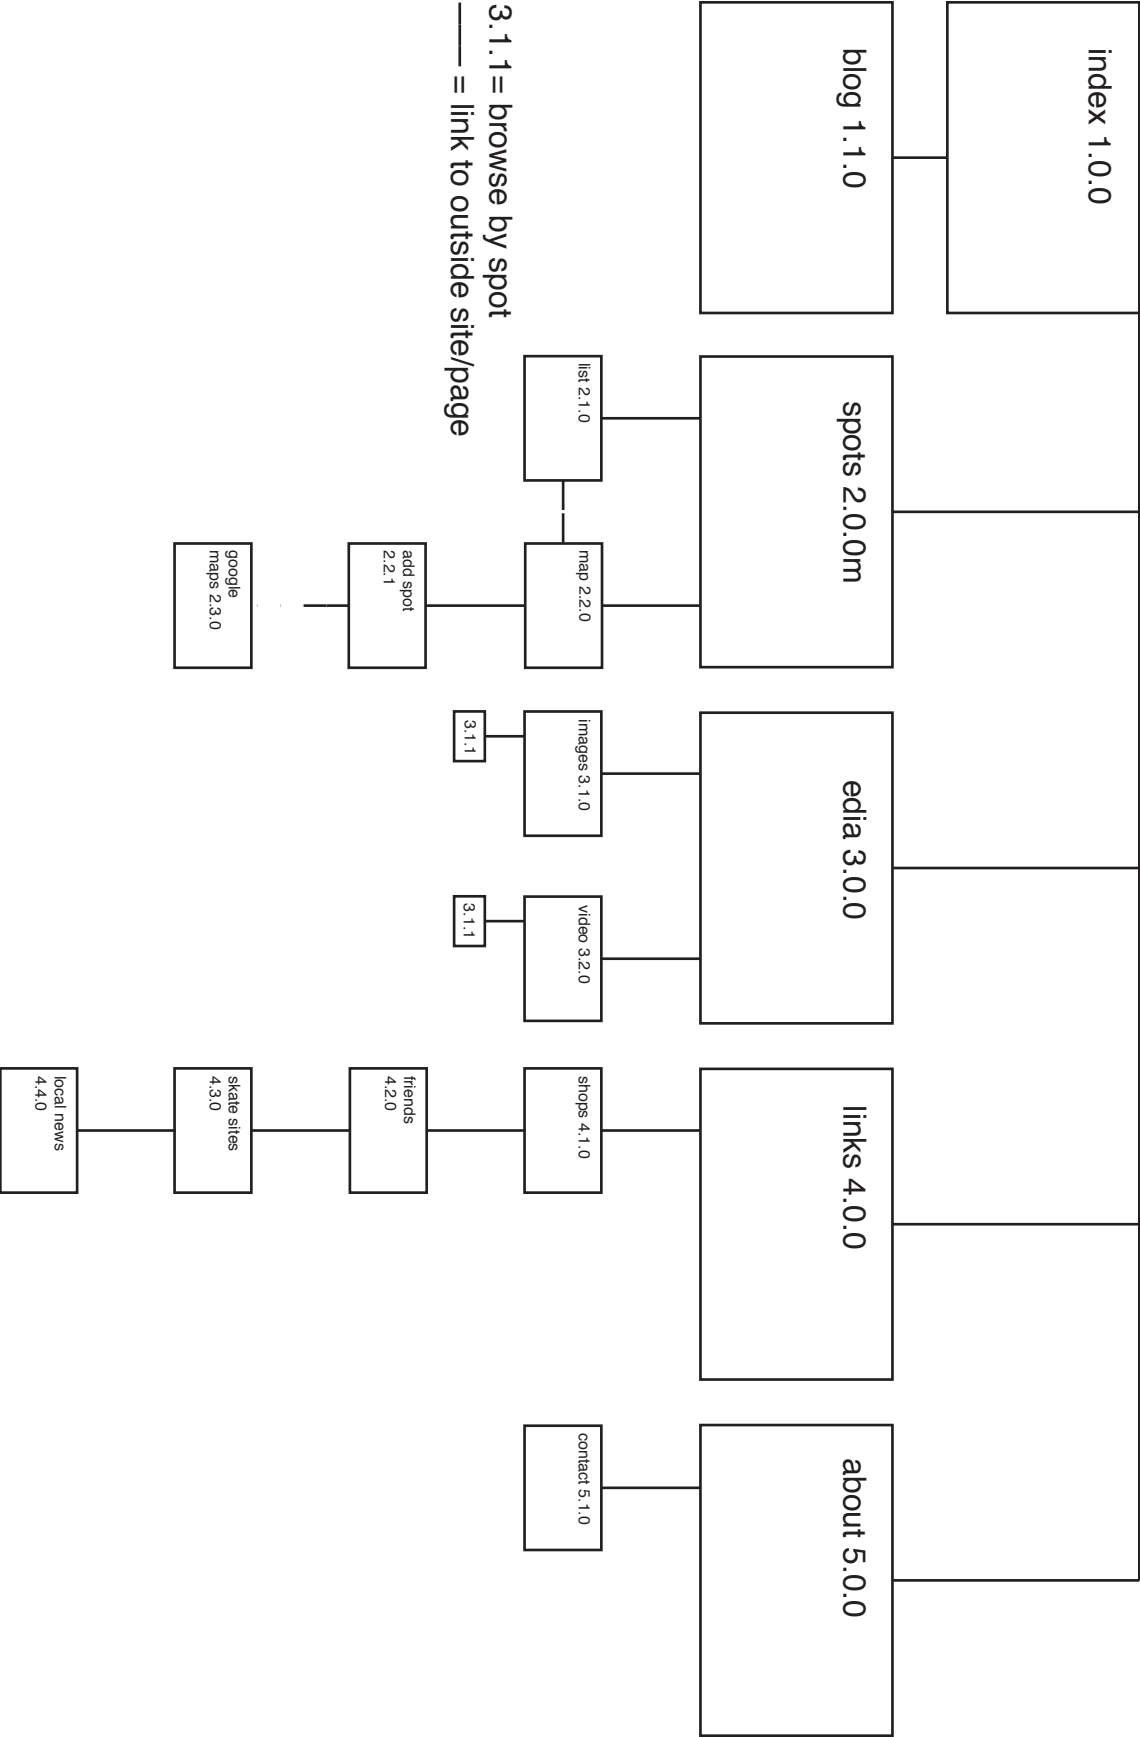 index 1.0.0
blog 1.1.0
spots 2.0.0m
edia 3.0.0
links 4.0.0
about 5.0.0
list 2.1.0
map 2.2.0
images 3.1.0
video 3.2.0
shops 4.1.0
contact 5.1.0
3.1.1= browse by spot
3.1.1
3.1.1
= link to outside site/page
add spot
2.2.1
friends
4.2.0
google
maps 2.3.0
skate sites
4.3.0
local news
4.4.0